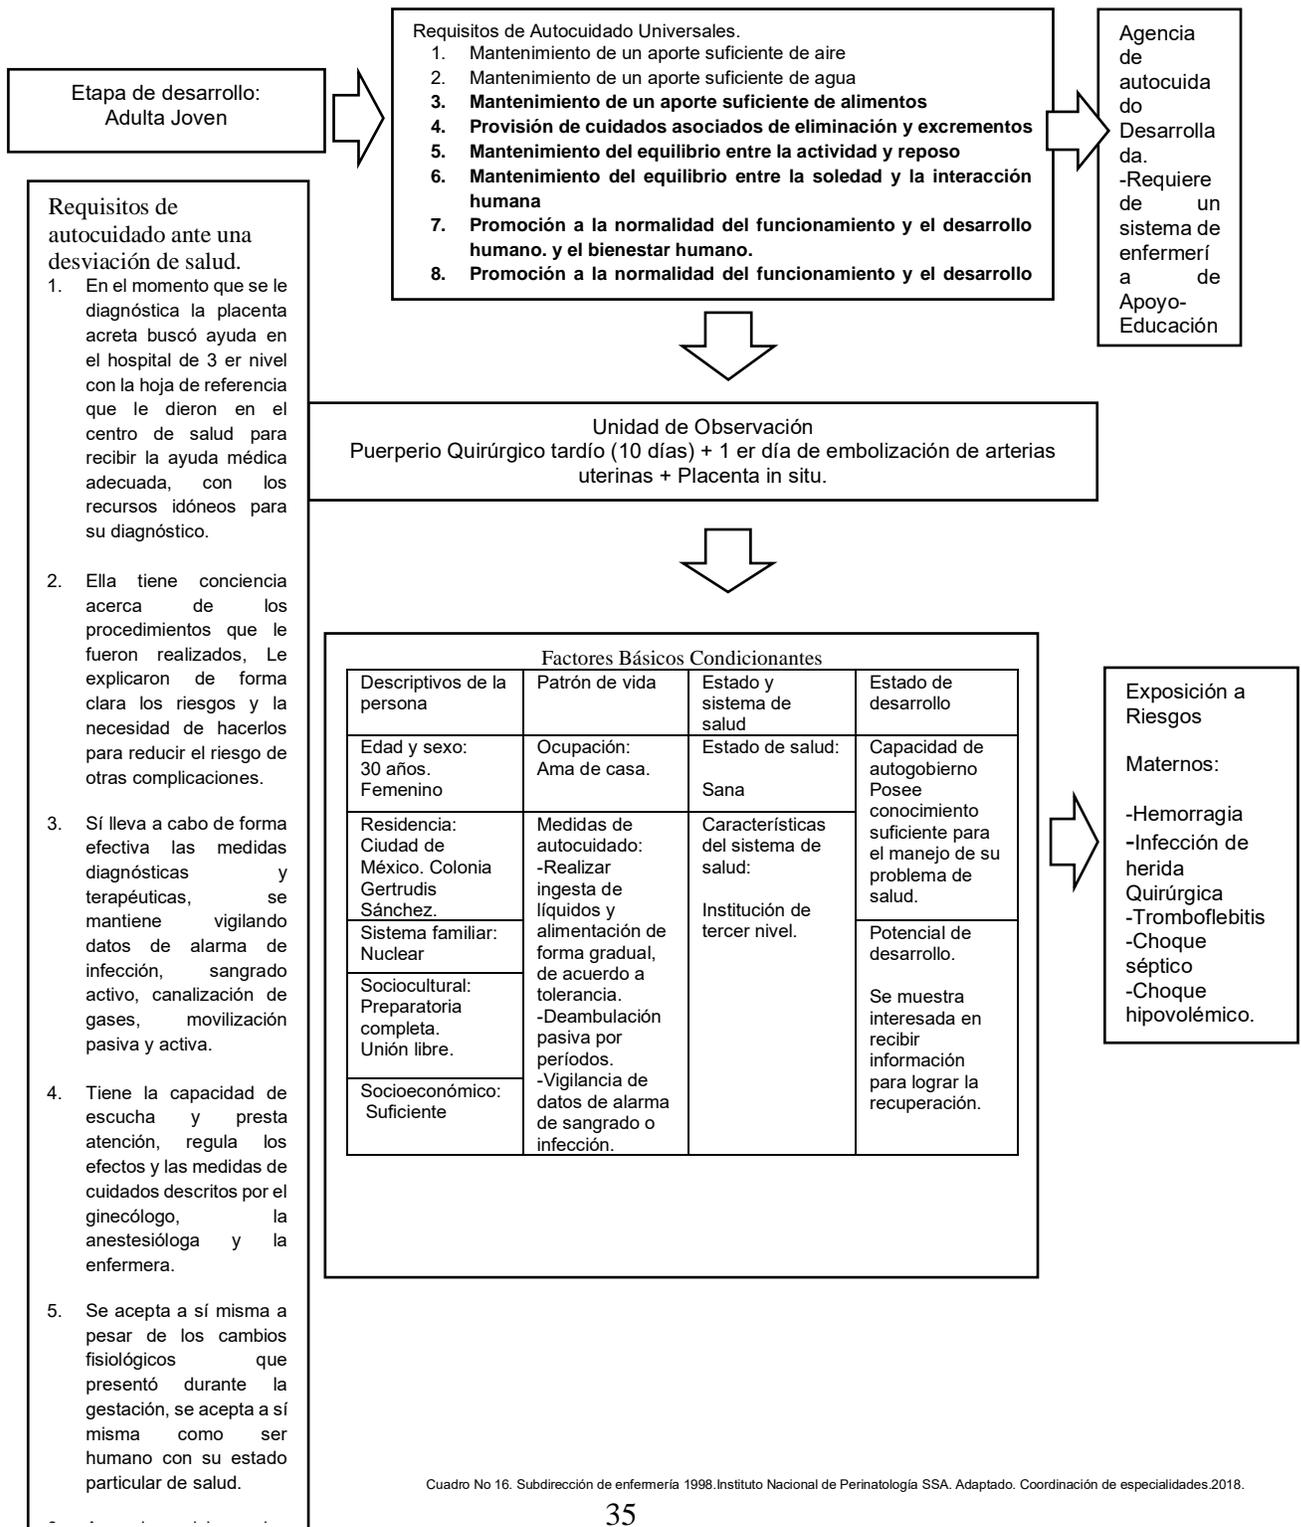 Etapa de desarrollo:
Adulta Joven
Requisitos de Autocuidado Universales.
1. Mantenimiento de un aporte suficiente de aire
2. Mantenimiento de un aporte suficiente de agua
3. Mantenimiento de un aporte suficiente de alimentos
4. Provisión de cuidados asociados de eliminación y excrementos
5. Mantenimiento del equilibrio entre la actividad y reposo
6. Mantenimiento del equilibrio entre la soledad y la interacción
humana
7. Promoción a la normalidad del funcionamiento y el desarrollo
humano. y el bienestar humano.
8. Promoción a la normalidad del funcionamiento y el desarrollo
Agencia
de
autocuida
do
Desarrolla
da.
-Requiere
de un
sistema de
enfermerí
a de
Apoyo-
Educación
Requisitos de
autocuidado ante una
desviación de salud.
1. En el momento que se le
diagnóstica la placenta
acreta buscó ayuda en
el hospital de 3 er nivel
con la hoja de referencia
que le dieron en el
centro de salud para
recibir la ayuda médica
adecuada, con los
recursos idóneos para
su diagnóstico.
2. Ella tiene conciencia
acerca de los
procedimientos que le
fueron realizados, Le
explicaron de forma
clara los riesgos y la
necesidad de hacerlos
para reducir el riesgo de
otras complicaciones.
3. Sí lleva a cabo de forma
efectiva las medidas
diagnósticas y
terapéuticas, se
mantiene vigilando
datos de alarma de
infección, sangrado
activo, canalización de
gases, movilización
pasiva y activa.
4. Tiene la capacidad de
escucha y presta
atención, regula los
efectos y las medidas de
cuidados descritos por el
ginecólogo, la
anestesióloga y la
enfermera.
5. Se acepta a sí misma a
pesar de los cambios
fisiológicos que
presentó durante la
gestación, se acepta a sí
misma como ser
humano con su estado
particular de salud.
Unidad de Observación
Puerperio Quirúrgico tardío (10 días) + 1 er día de embolización de arterias
uterinas + Placenta in situ.
Factores Básicos Condicionantes
Descriptivos de la
persona
Patrón de vida
Estado y
sistema de
salud
Estado de
desarrollo
Edad y sexo:
30 años.
Femenino
Ocupación:
Ama de casa.
Estado de salud:
Sana
Capacidad de
autogobierno
Posee
conocimiento
suficiente para
el manejo de su
problema de
salud.
Residencia:
Ciudad de
México. Colonia
Gertrudis
Sánchez.
Medidas de
autocuidado:
-Realizar
ingesta de
líquidos y
alimentación de
forma gradual,
de acuerdo a
tolerancia.
-Deambulación
pasiva por
períodos.
-Vigilancia de
datos de alarma
de sangrado o
infección.
Características
del sistema de
salud:
Institución de
tercer nivel.
Sistema familiar:
Nuclear
Potencial de
desarrollo.
Se muestra
interesada en
recibir
información
para lograr la
recuperación.
Sociocultural:
Preparatoria
completa.
Unión libre.
Socioeconómico:
Suficiente
Exposición a
Riesgos
Maternos:
-Hemorragia
-Infección de
herida
Quirúrgica
-Tromboflebitis
-Choque
séptico
-Choque
hipovolémico.
Cuadro No 16. Subdirección de enfermería 1998.Instituto Nacional de Perinatología SSA. Adaptado. Coordinación de especialidades.2018.
35